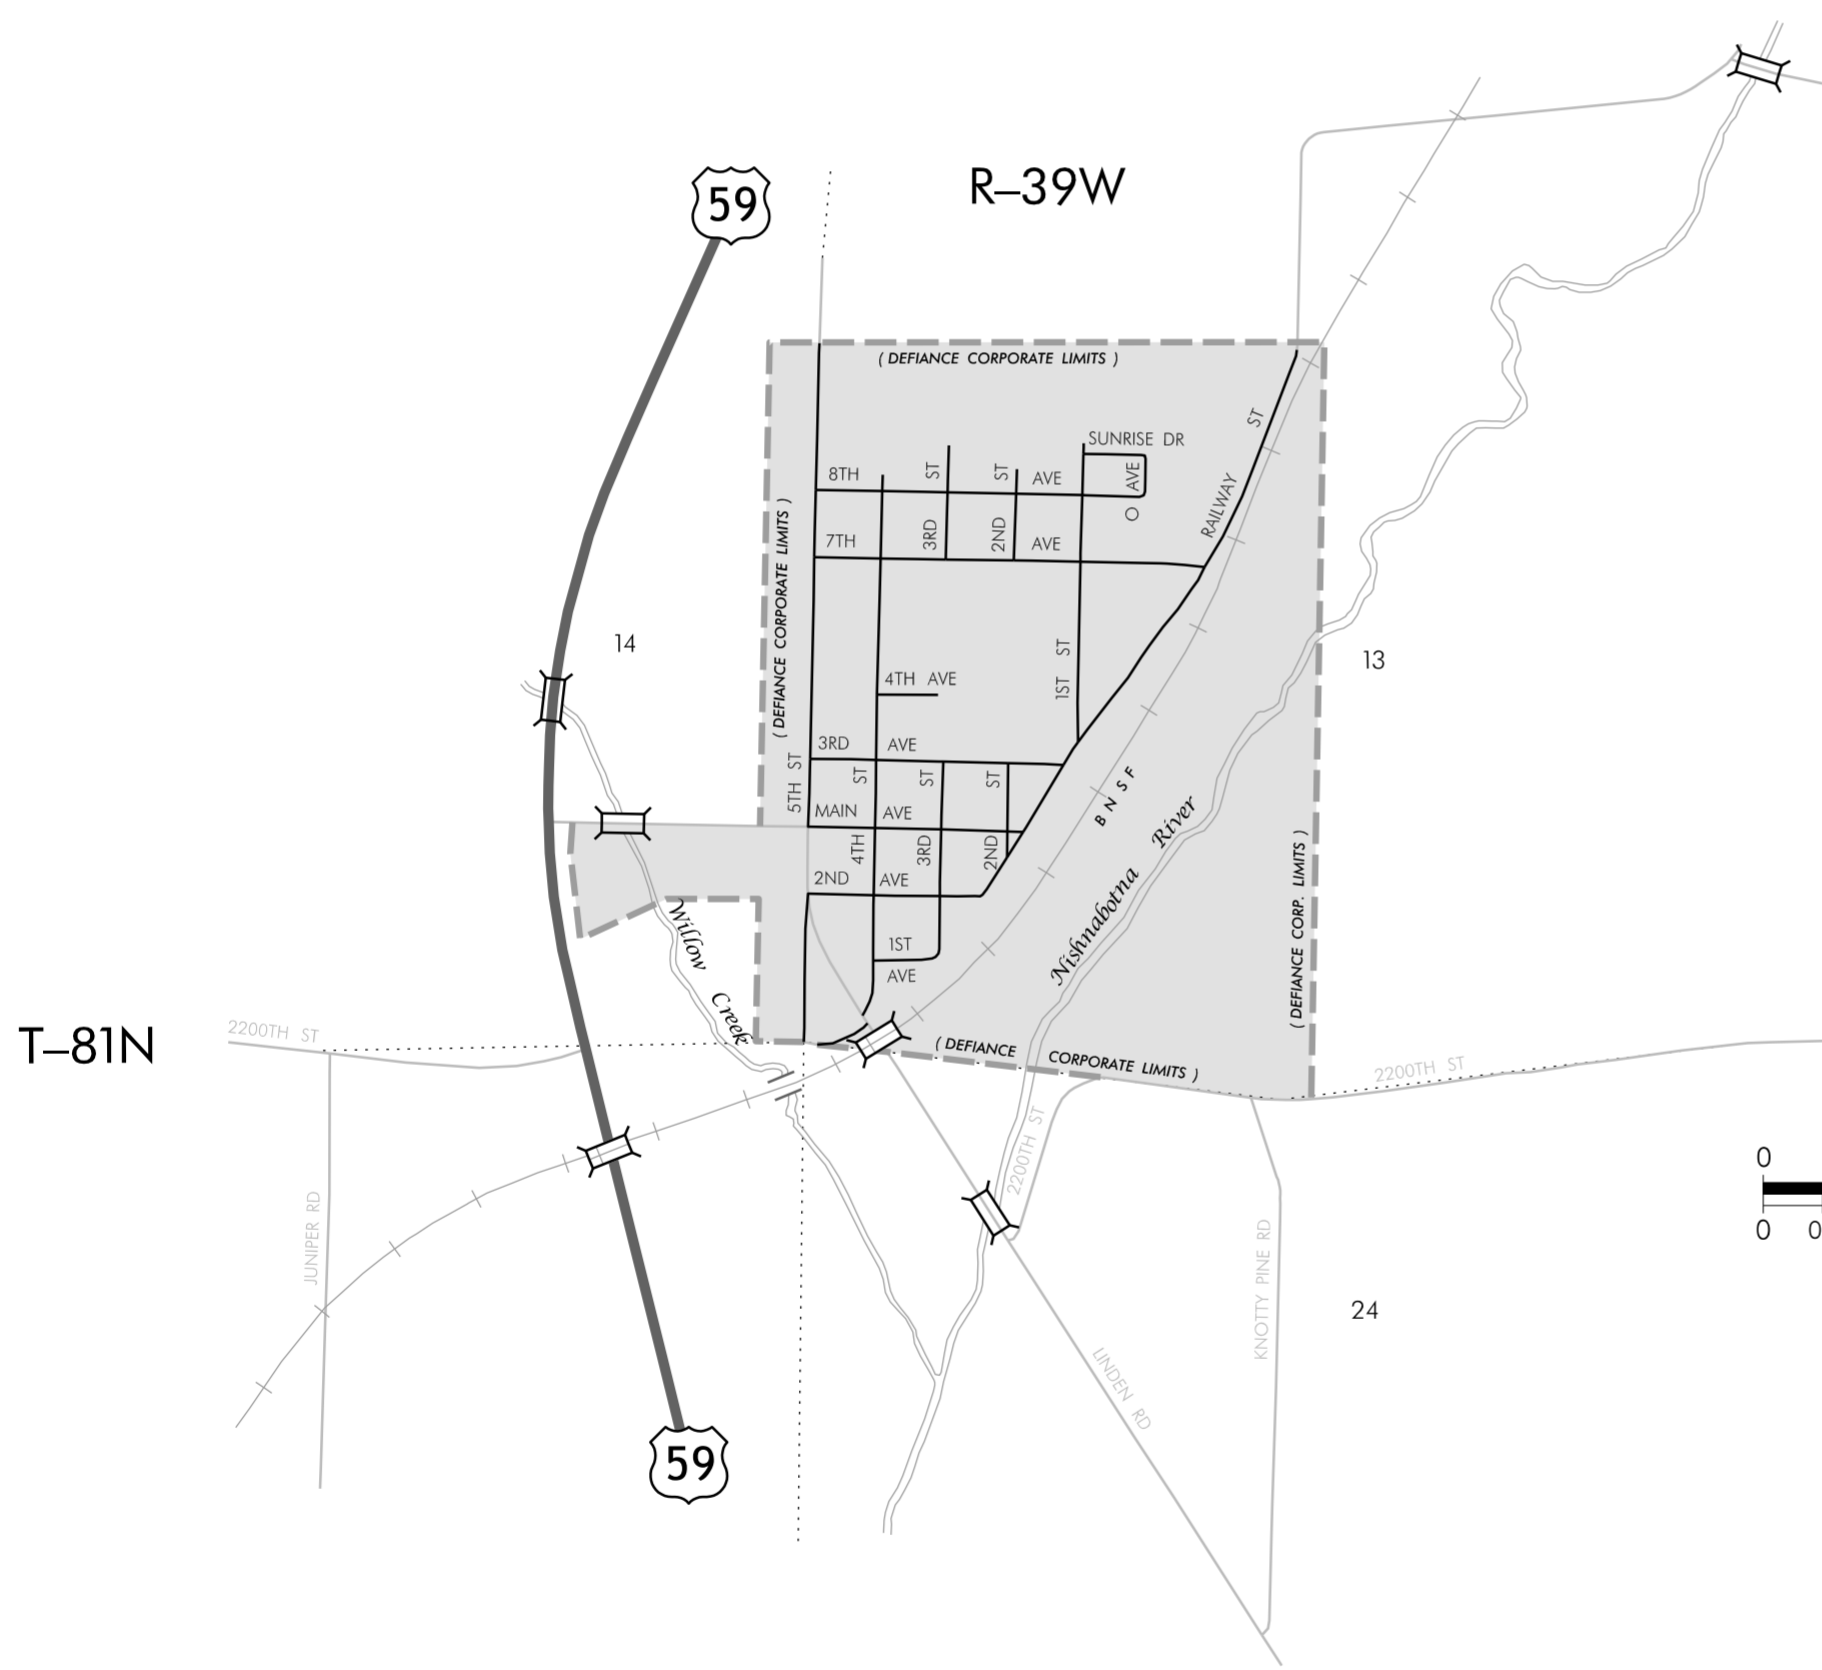 R–39W
59
( DEFIANCE CORPORATE LIMITS )
SUNRISE DR
ST
8TH
ST
ST
AVE
AVE
RAILWAY
( DEFIANCE CORPORATE LIMITS )
7TH
3RD
2ND
AVE
O
14
13
1ST ST
4TH AVE
3RD AVE
5TH ST
ST
ST
ST
MAIN AVE
BNSF
Nishnabotna River
4TH
3RD
2ND
2ND AVE
( DEFIANCE CORP. LIMITS )
Willow Creek
1ST
AVE
T–81N
2200TH ST
( DEFIANCE CORPORATE LIMITS )
2200TH ST
2200TH ST
JUNIPER RD
KNOTTY PINE RD
0
0 0
24
LINDEN RD
59